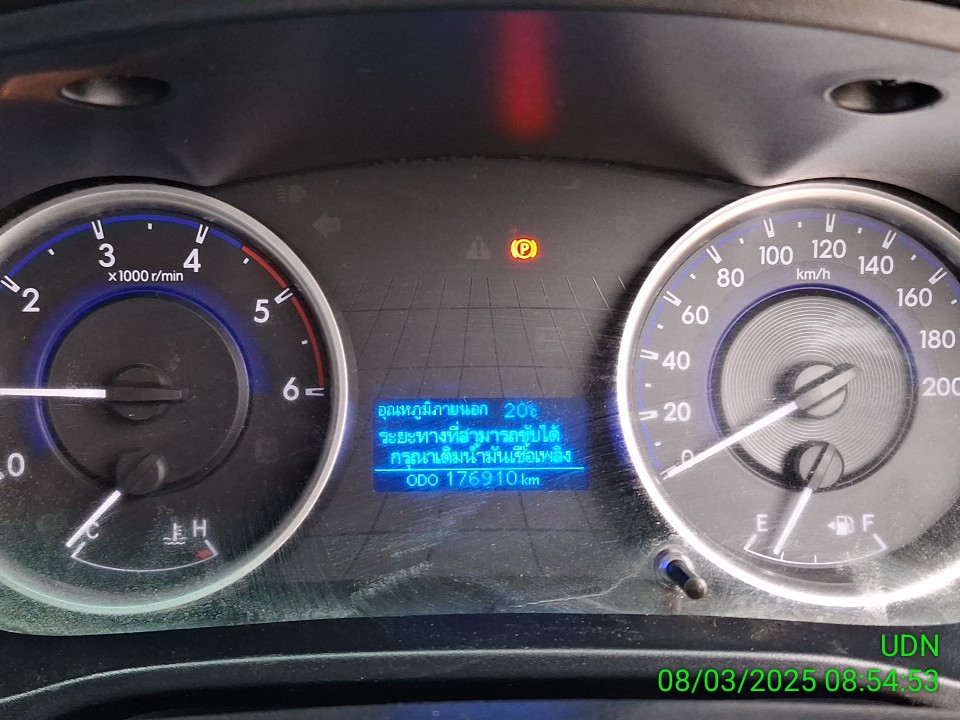 3
4
x1000 r/min
2
5
6
0
C
H
120
100
140
km/h
80
160
60
180
40
200
20
0
E
F
อุณหภูมิภายนอก 20°c
ระยะทางที่สามารถขับได้
กรุณาเติมน้ำมันเชื้อเพลิง
ODO 176910 km
P
UDN
08/03/2025 08:54:53